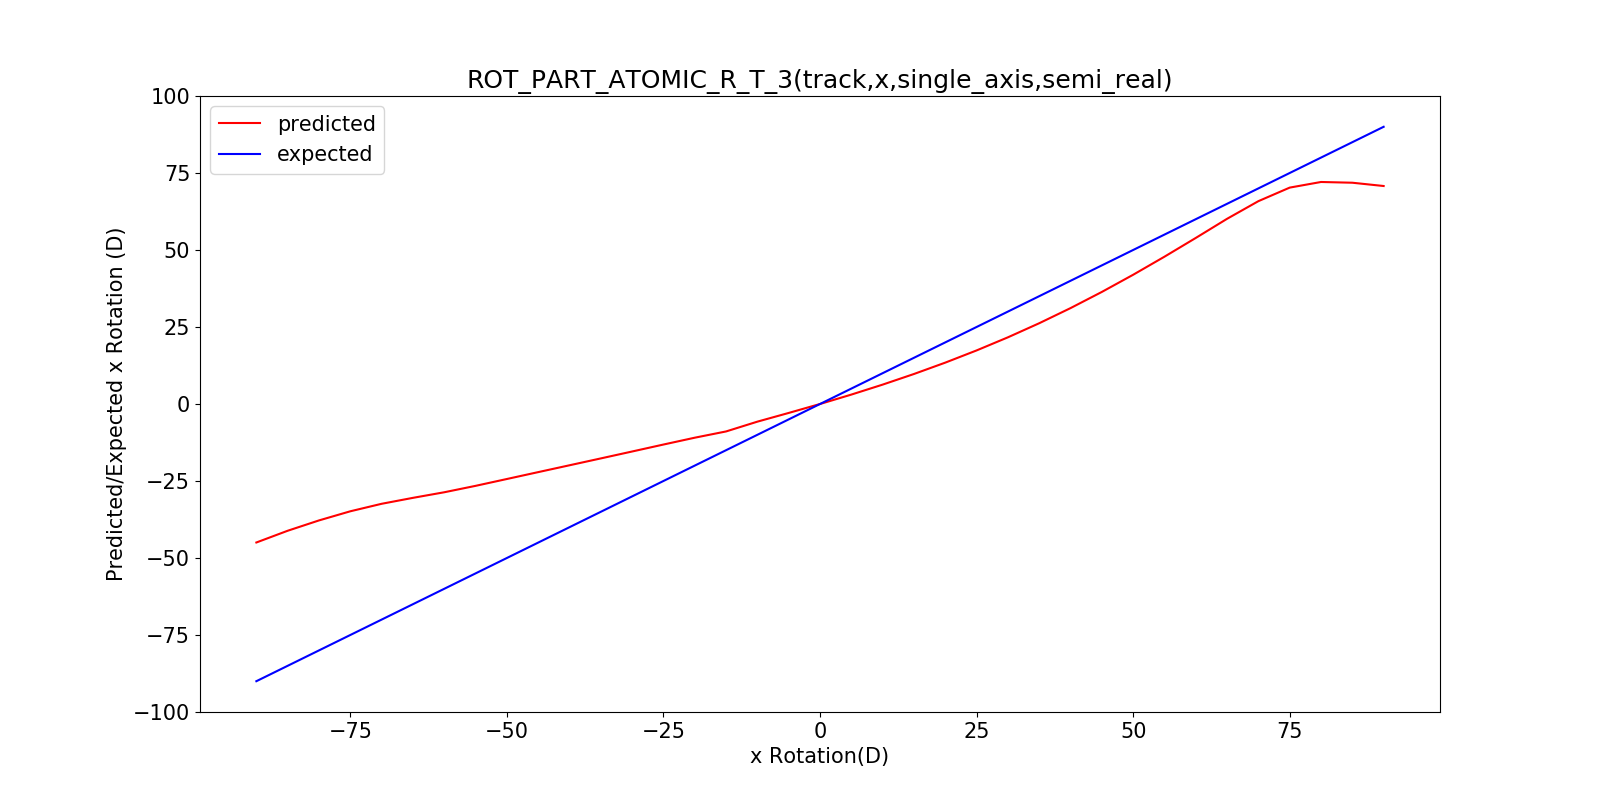 ROT_PART_ATOMIC_R_T_3(track,x,single_axis,semi_real)
predicted
expected
Predicted/Expected x Rotation (D)
100
75
50
25
0
−25
−50
−75
−100
−75 −50 −25 0 25 50 75
x Rotation(D)